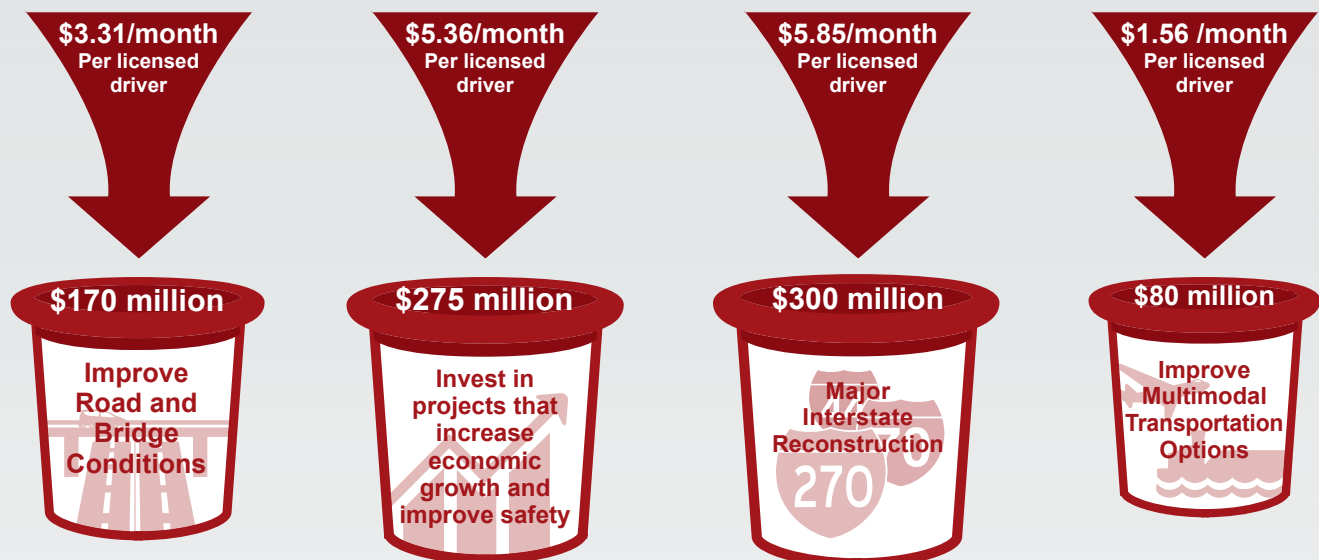 $3.31/month
Per licensed
driver
$5.36/month
Per licensed
driver
$5.85/month
Per licensed
driver
$1.56 /month
Per licensed
driver
$170 million
Improve
Road and
Bridge
Conditions
$275 million
Invest in
projects that
increase
economic
growth and
improve safety
$300 million
44
70
270
Major
Interstate
Reconstruction
$80 million
Improve
Multimodal
Transportation
Options